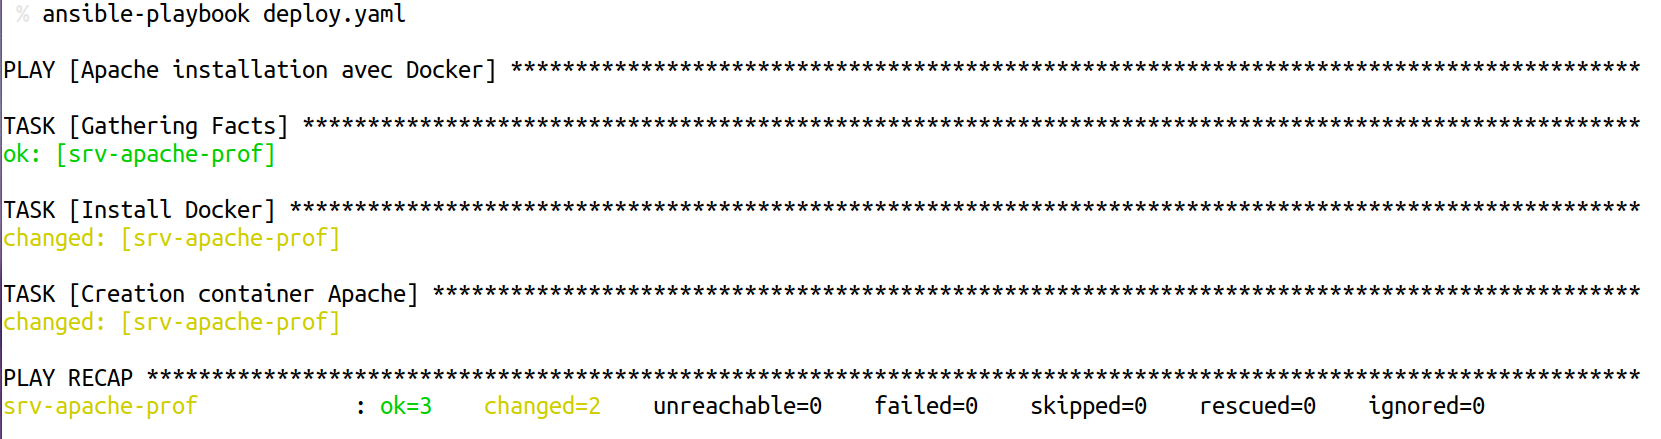 % ansible-playbook deploy.yaml
PLAY [Apache installation avec Docker] ***************************************************************************************
TASK [Gathering Facts] *******************************************************************************************************
ok: [srv-apache-prof]
TASK [Install Docker] ********************************************************************************************************
changed: [srv-apache-prof]
TASK [Creation container Apache] *********************************************************************************************
changed: [srv-apache-prof]
PLAY RECAP *******************************************************************************************************************
srv-apache-prof            : ok=3    changed=2    unreachable=0    failed=0    skipped=0    rescued=0    ignored=0